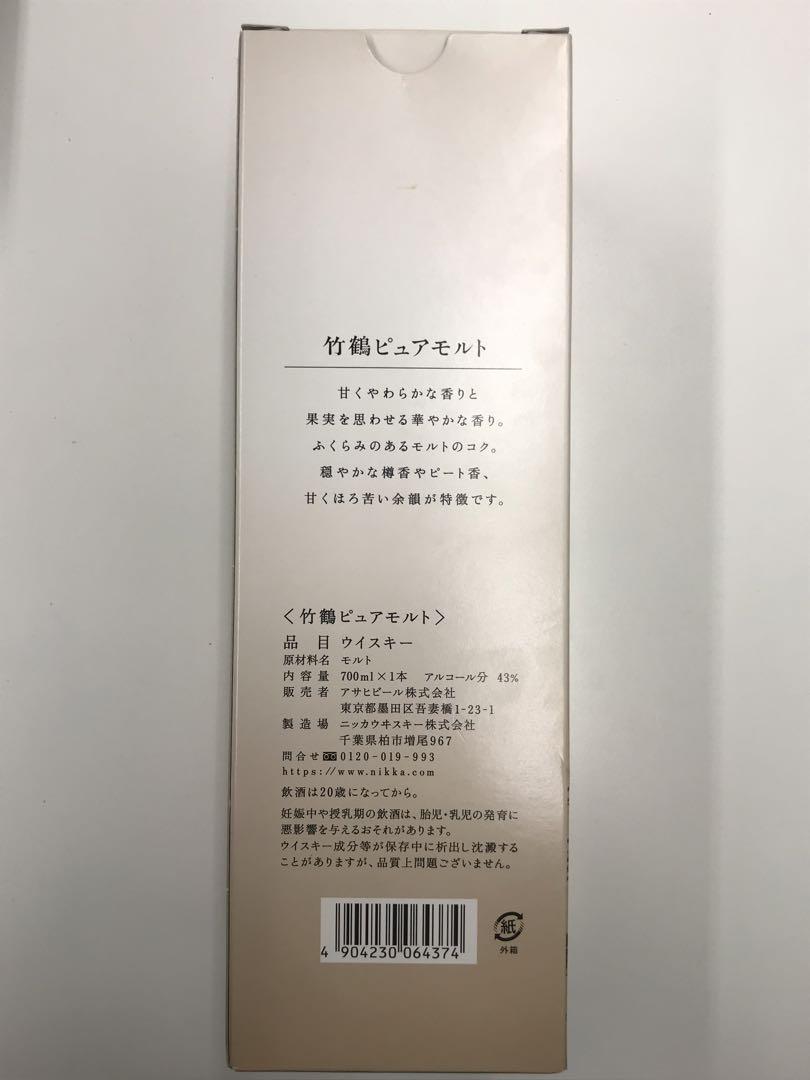 竹鶴ピュアモルト
甘くやわらかな香りと
果実を思わせる華やかな香り。
ふくらみのあるモルトのコク。
穏やかな樽香やピート香、
甘くほろ苦い余韻が特徴です。
〈竹鶴ピュアモルト〉
品 目 ウイスキー
原材料名 モルト
内容量 700ml×1本 アルコール分 43%
販売者 アサヒビール株式会社
東京都墨田区吾妻橋1-23-1
製造場 ニッカウヰスキー株式会社
千葉県柏市増尾967
問合せ 0120-019-993
https://www.nikka.com
飲酒は20歳になってから。
妊娠中や授乳期の飲酒は、胎児・乳児の発育に
悪影響を与えるおそれがあります。
ウイスキー成分等が保存中に析出し沈澱する
ことがありますが、品質上問題ございません。
4 904230 064374
紙
外箱